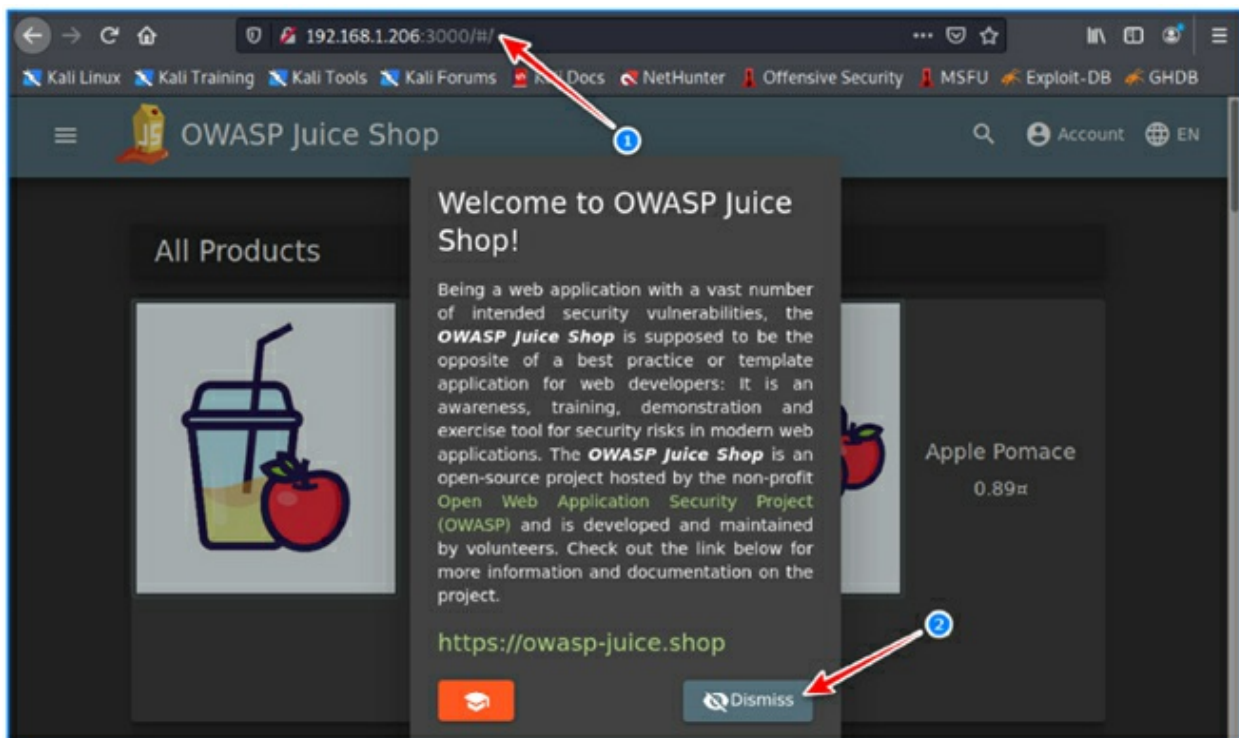 192.168.1.206:3000/#/
Kali Linux Kali Training Kali Tools Kali Forums Kali Docs NetHunter Offensive Security MSFU Exploit-DB GHDB
JS OWASP Juice Shop Account EN
1
Welcome to OWASP Juice
Shop!
All Products
Being a web application with a vast number
of intended security vulnerabilities, the
OWASP Juice Shop is supposed to be the
opposite of a best practice or template
application for web developers: It is an
awareness, training, demonstration and
exercise tool for security risks in modern web
applications. The OWASP Juice Shop is an
open-source project hosted by the non-profit
Open Web Application Security Project
(OWASP) and is developed and maintained
by volunteers. Check out the link below for
more information and documentation on the
project.
Apple Pomace
0.89¤
https://owasp-juice.shop
2
Dismiss